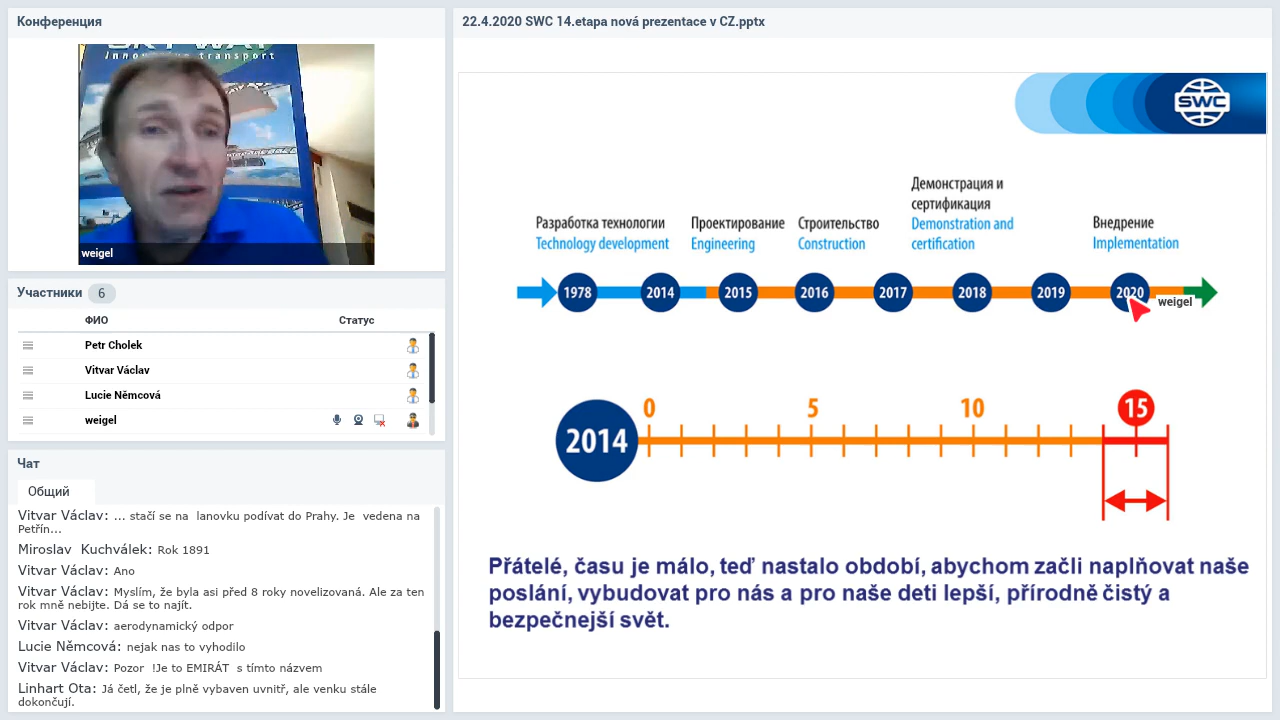 Конференция
SKY WAY
Innovative transport
weigel
Участники 6
ФИО Статус
Petr Cholek
Vitvar Václav
Lucie Němcová
weigel
Чат
Общий
Vitvar Václav: ... stačí se na lanovku podívat do Prahy. Je vedena na
Petřín...
Miroslav Kuchválek: Rok 1891
Vitvar Václav: Ano
Vitvar Václav: Myslím, že byla asi před 8 roky novelizovaná. Ale za ten
rok mně nebijte. Dá se to najít.
Vitvar Václav: aerodynamický odpor
Lucie Němcová: nejak nas to vyhodilo
Vitvar Václav: Pozor !Je to EMIRÁT s tímto názvem
Linhart Ota: Já četl, že je plně vybaven uvnitř, ale venku stále
dokončují.
22.4.2020 SWC 14.etapa nová prezentace v CZ.pptx
SWC
Разработка технологии
Technology development
Проектирование
Engineering
Строительство
Construction
Демонстрация и
сертификация
Demonstration and
certification
Внедрение
Implementation
1978 2014 2015 2016 2017 2018 2019 2020
weigel
2014 0 5 10 15
Přátelé, času je málo, teď nastalo období, abychom začli naplňovat naše
poslání, vybudovat pro nás a pro naše deti lepší, přírodně čistý a
bezpečnejší svět.